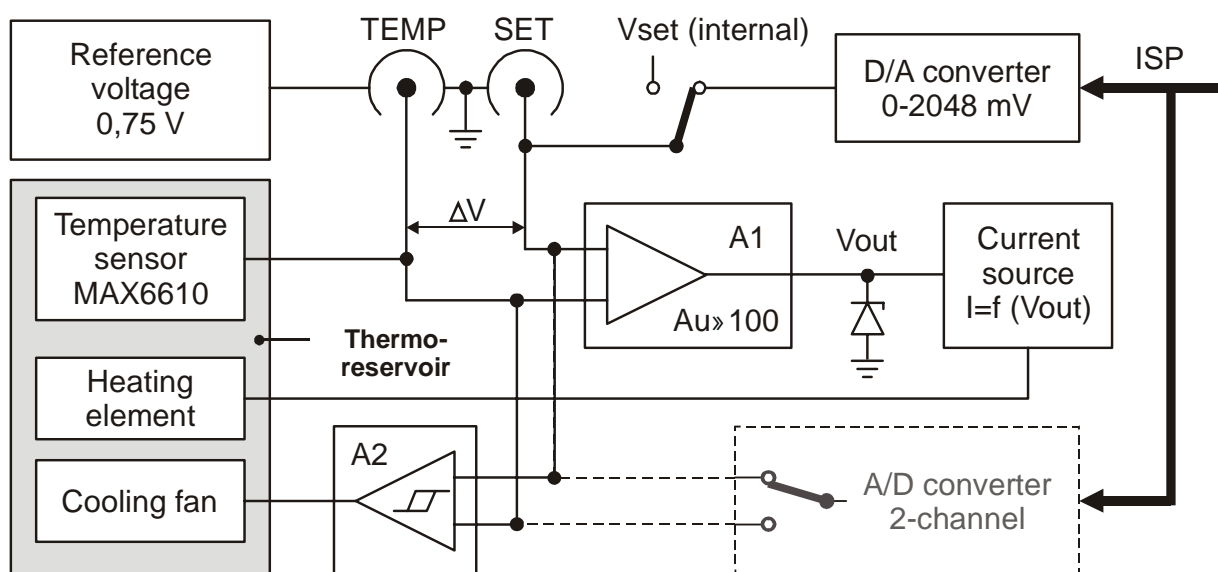 TEMP
SET
Vset (internal)
ISP
Reference
voltage
0,75 V
D/A converter
0-2048 mV
ΔV
Temperature
sensor
MAX6610
A1
Au»100
Vout
Current
source
I=f (Vout)
Thermo-
reservoir
Heating
element
A2
Cooling fan
A/D converter
2-channel